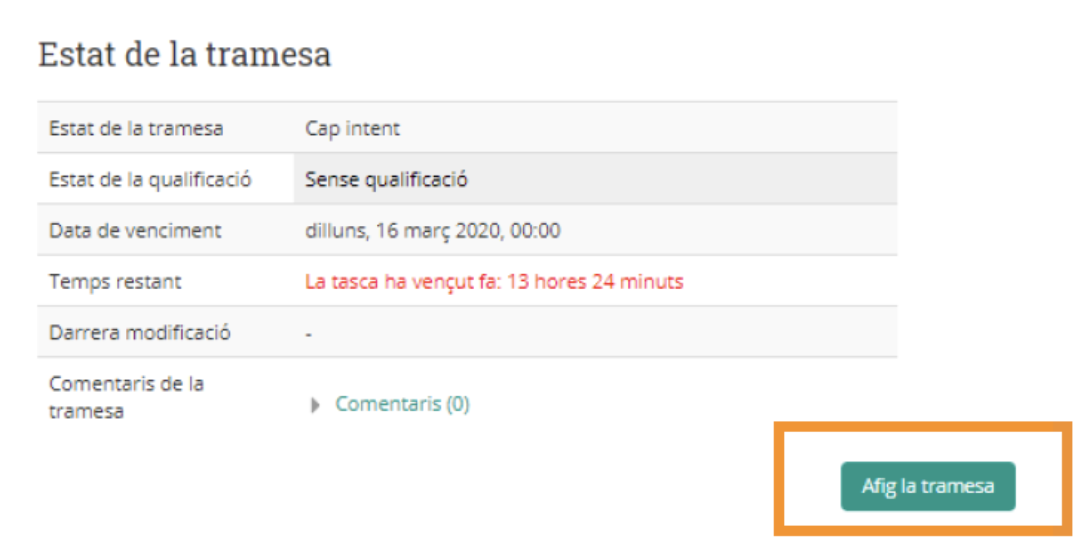 Estat de la tramesa
Estat de la tramesa Cap intent
Estat de la qualificació Sense qualificació
Data de venciment dilluns, 16 març 2020, 00:00
Temps restant La tasca ha vençut fa: 13 hores 24 minuts
Darrera modificació -
Comentaris de la
tramesa
Comentaris (0)
Afig la tramesa